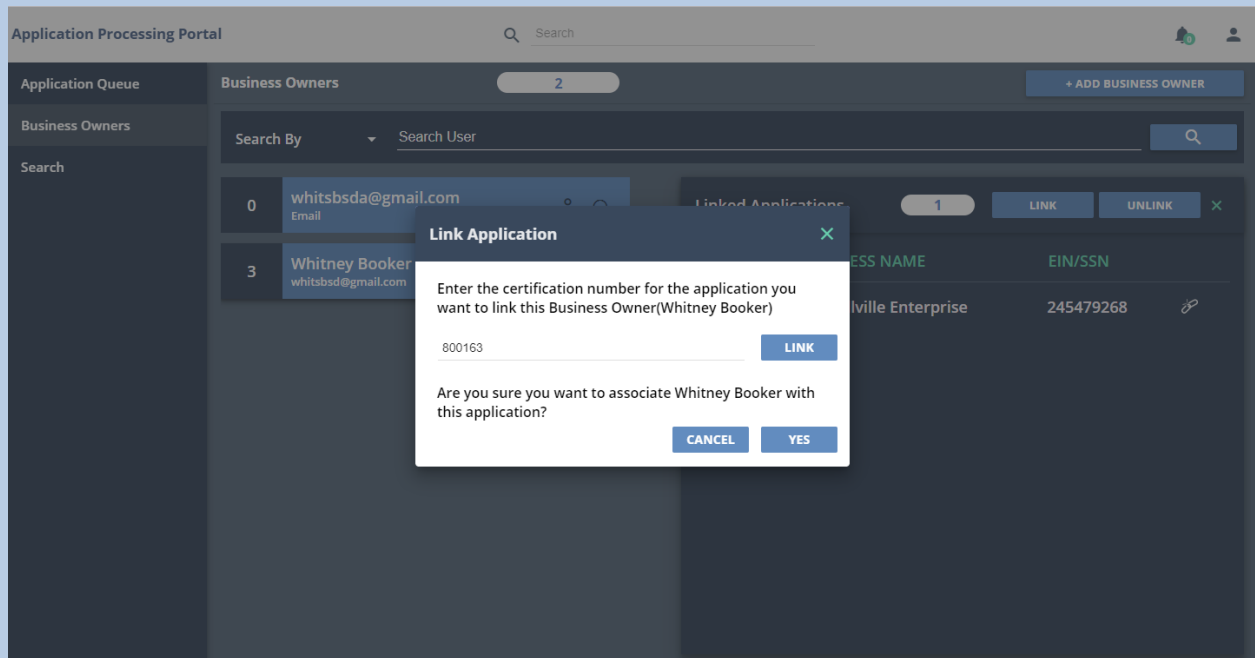 Application Processing Portal
Search
0
Application Queue
Business Owners
Search
Business Owners
2
+ ADD BUSINESS OWNER
Search By
Search User
0
whitsbsda@gmail.com
Email
3
Whitney Booker
whitsbsd@gmail.com
Linked Applications
1
LINK
UNLINK
ESS NAME
EIN/SSN
lville Enterprise
245479268
Link Application
Enter the certification number for the application you
want to link this Business Owner(Whitney Booker)
800163
LINK
Are you sure you want to associate Whitney Booker with
this application?
CANCEL
YES